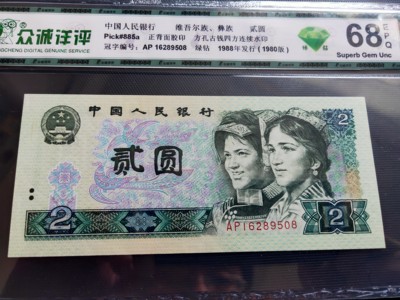 众诚详评
ZHONGCHENG DIGITAL GENUINE SERVICE
中国人民银行 维吾尔族、彝族 贰圆
Pick#885a 正背面胶印 方孔古钱四方连续水印
冠字编号: AP 16289508 绿钻 1988年发行 (1980版)
68 EPQ
Superb Gem Unc
中国人民银行
贰圆
2
2
2
AP16289508